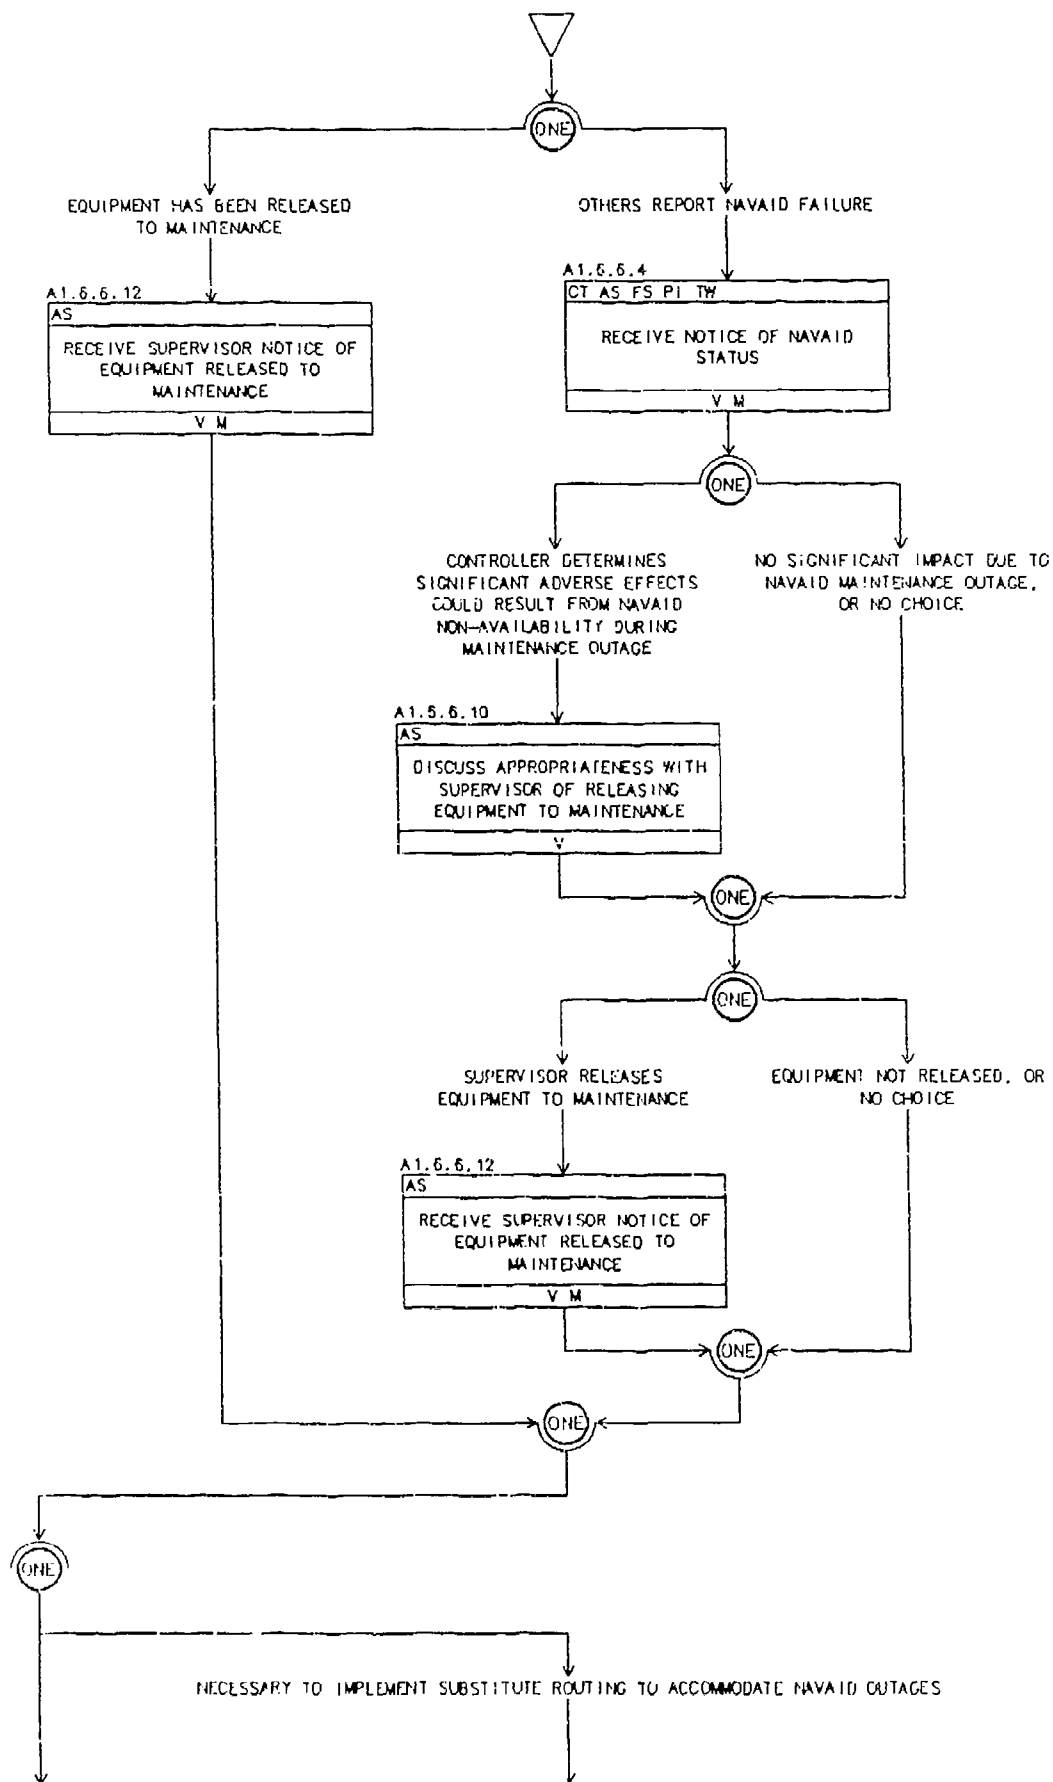 ONE
EQUIPMENT HAS BEEN RELEASED
TO MAINTENANCE
OTHERS REPORT NAVAID FAILURE
A1.6.6.12
AS
RECEIVE SUPERVISOR NOTICE OF
EQUIPMENT RELEASED TO
MAINTENANCE
V M
A1.6.6.4
CT AS FS PI TW
RECEIVE NOTICE OF NAVAID
STATUS
V M
ONE
CONTROLLER DETERMINES
SIGNIFICANT ADVERSE EFFECTS
COULD RESULT FROM NAVAID
NON-AVAILABILITY DURING
MAINTENANCE OUTAGE
NO SIGNIFICANT IMPACT DUE TO
NAVAID MAINTENANCE OUTAGE,
OR NO CHOICE
A1.6.6.10
AS
DISCUSS APPROPRIATENESS WITH
SUPERVISOR OF RELEASING
EQUIPMENT TO MAINTENANCE
V
ONE
ONE
SUPERVISOR RELEASES
EQUIPMENT TO MAINTENANCE
EQUIPMENT NOT RELEASED, OR
NO CHOICE
A1.6.6.12
AS
RECEIVE SUPERVISOR NOTICE OF
EQUIPMENT RELEASED TO
MAINTENANCE
V M
ONE
ONE
ONE
NECESSARY TO IMPLEMENT SUBSTITUTE ROUTING TO ACCOMMODATE NAVAID OUTAGES